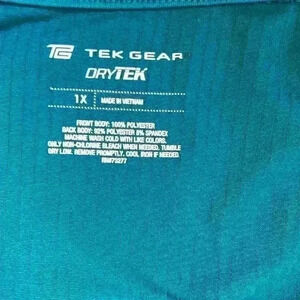 TEK GEAR
DRYTEK
1X | MADE IN VIETNAM
FRONT BODY: 100% POLYESTER
BACK BODY: 92% POLYESTER 8% SPANDEX
MACHINE WASH COLD WITH LIKE COLORS.
ONLY NON-CHLORINE BLEACH WHEN NEEDED. TUMBLE
DRY LOW. REMOVE PROMPTLY. COOL IRON IF NEEDED.
RN#73277